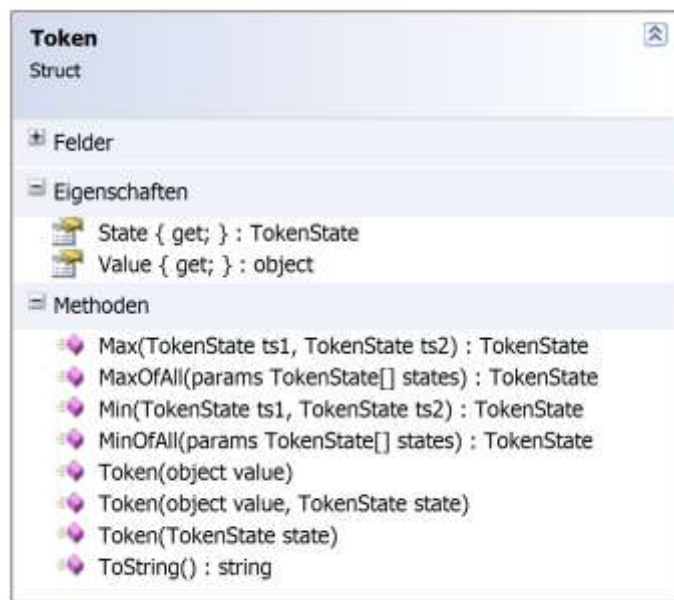 Token
Struct
Felder
Eigenschaften
State { get; } : TokenState
Value { get; } : object
Methoden
Max(TokenState ts1, TokenState ts2) : TokenState
MaxOfAll(params TokenState[] states) : TokenState
Min(TokenState ts1, TokenState ts2) : TokenState
MinOfAll(params TokenState[] states) : TokenState
Token(object value)
Token(object value, TokenState state)
Token(TokenState state)
ToString() : string